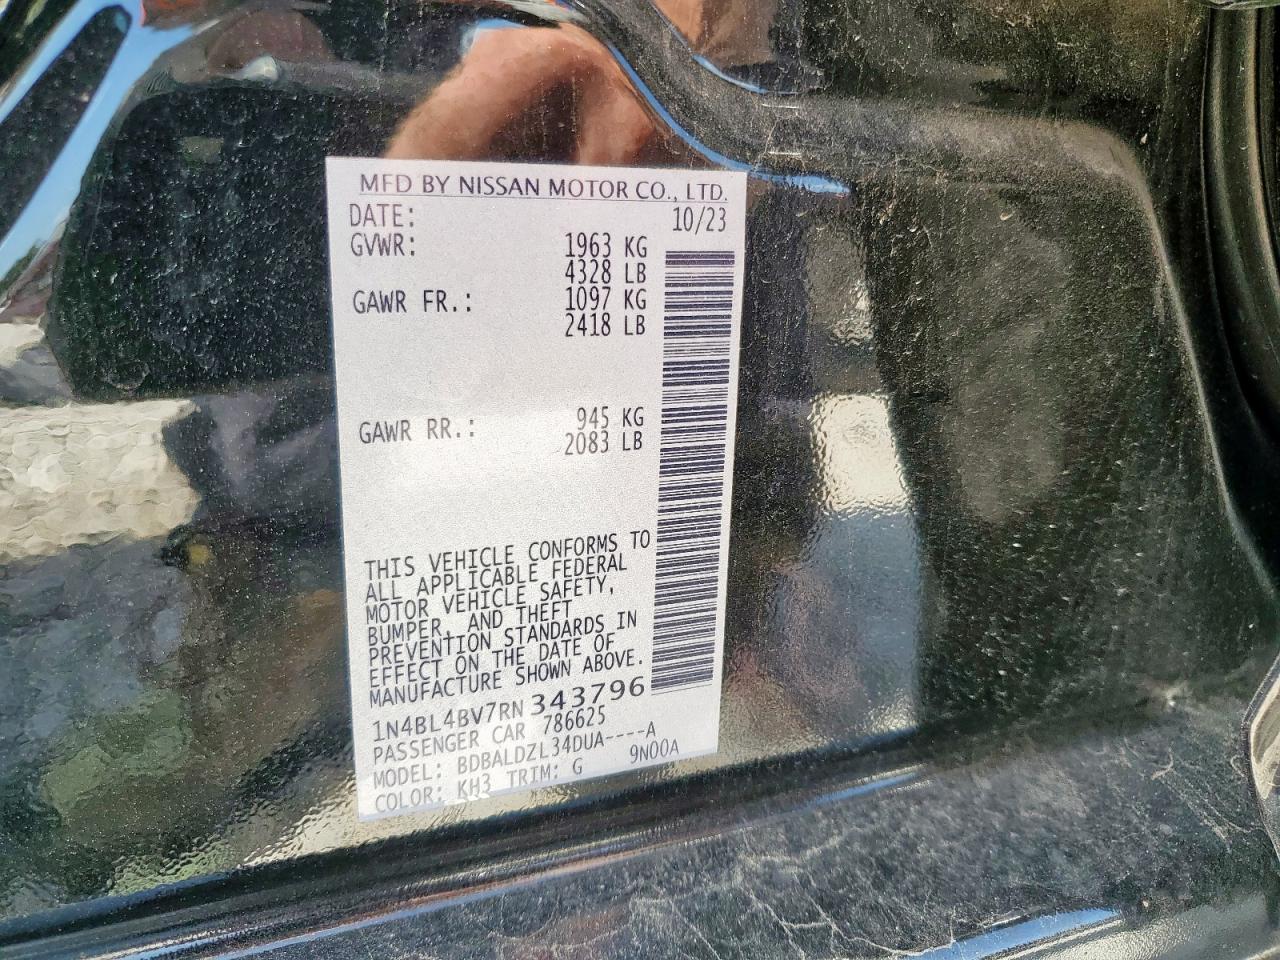 MFD BY NISSAN MOTOR CO., LTD.
DATE: 10/23
GVWR: 1963 KG
4328 LB
GAWR FR.: 1097 KG
2418 LB
GAWR RR.: 945 KG
2083 LB
THIS VEHICLE CONFORMS TO
ALL APPLICABLE FEDERAL
MOTOR VEHICLE SAFETY,
BUMPER, AND THEFT
PREVENTION STANDARDS IN
EFFECT ON THE DATE OF
MANUFACTURE SHOWN ABOVE.
1N4BL4BV7RN343796
PASSENGER CAR 786625
MODEL: BDBALDZL34DUA----A
COLOR: KH3 TRIM: G 9N00A